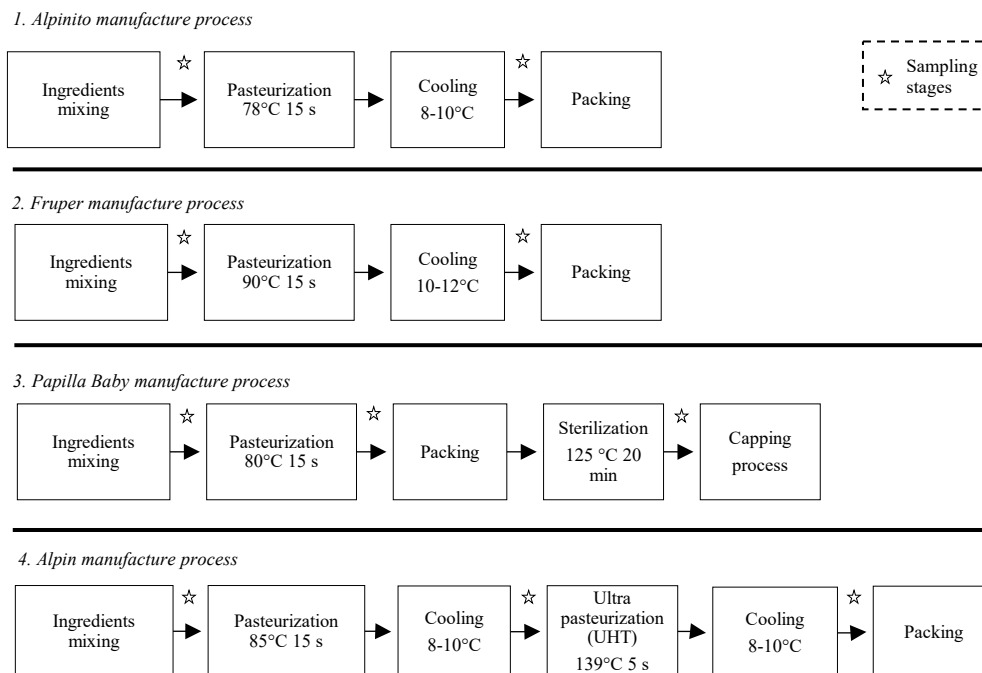 1. Alpinito manufacture process
Ingredients
mixing
Pasteurization
78°C 15 s
Cooling
8-10°C
Packing
Sampling
stages
2. Fruper manufacture process
Ingredients
mixing
Pasteurization
90°C 15 s
Cooling
10-12°C
Packing
3. Papilla Baby manufacture process
Ingredients
mixing
Pasteurization
80°C 15 s
Packing
Sterilization
125 °C 20
min
Capping
process
4. Alpin manufacture process
Ingredients
mixing
Pasteurization
85°C 15 s
Cooling
8-10°C
Ultra
pasteurization
(UHT)
139°C 5 s
Cooling
8-10°C
Packing